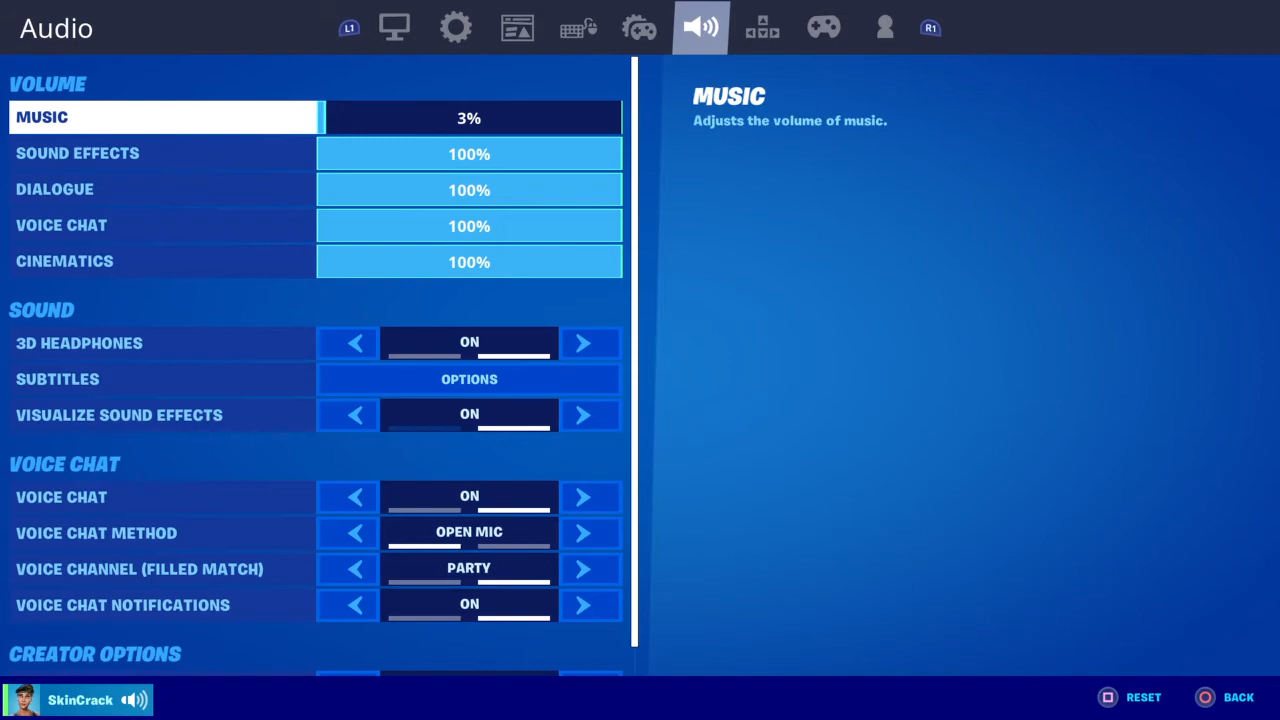 Audio
L1
R1
VOLUME
MUSIC 3%
SOUND EFFECTS 100%
DIALOGUE 100%
VOICE CHAT 100%
CINEMATICS 100%
SOUND
3D HEADPHONES ON
SUBTITLES OPTIONS
VISUALIZE SOUND EFFECTS ON
VOICE CHAT
VOICE CHAT ON
VOICE CHAT METHOD OPEN MIC
VOICE CHANNEL (FILLED MATCH) PARTY
VOICE CHAT NOTIFICATIONS ON
CREATOR OPTIONS
MUSIC
Adjusts the volume of music.
SkinCrack
RESET
BACK